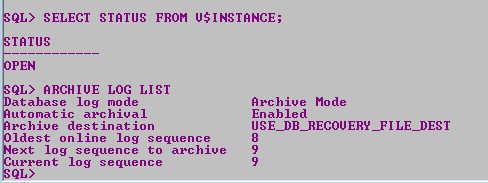 SQL> SELECT STATUS FROM V$INSTANCE;
STATUS
------------
OPEN
SQL> ARCHIVE LOG LIST
Database log mode              Archive Mode
Automatic archival             Enabled
Archive destination            USE_DB_RECOVERY_FILE_DEST
Oldest online log sequence     8
Next log sequence to archive   9
Current log sequence           9
SQL>